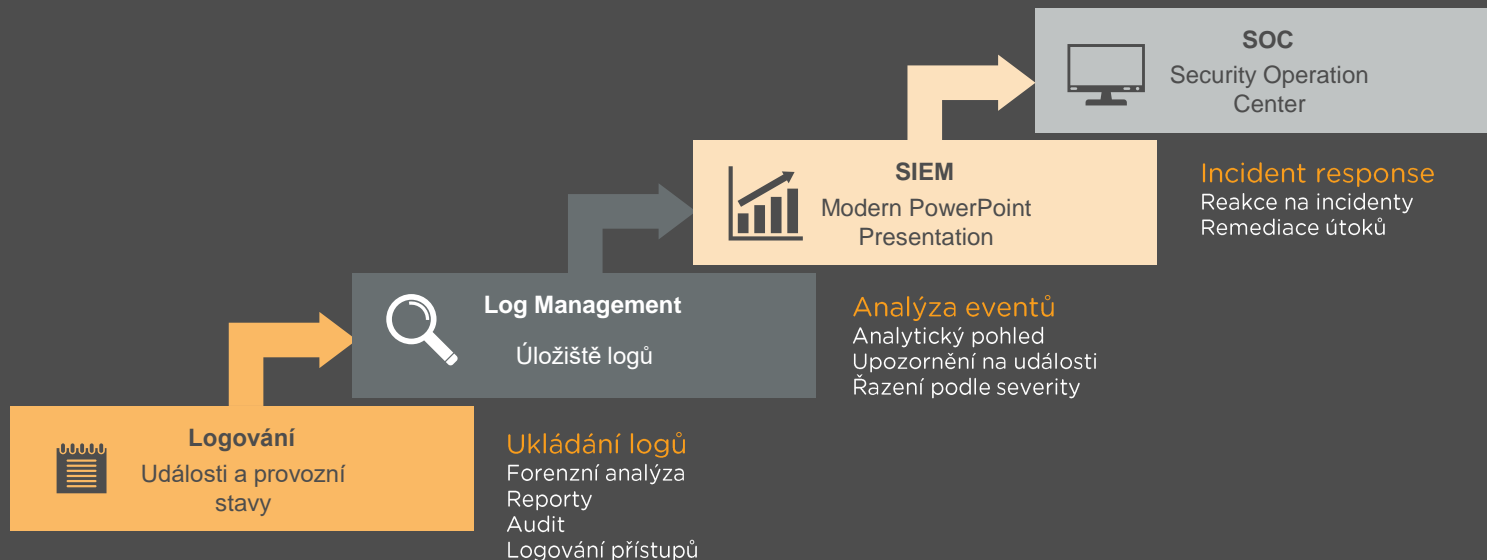 SOC
Security Operation
Center
SIEM
Modern PowerPoint
Presentation
Incident response
Reakce na incidenty
Remediace útoků
Log Management
Úložiště logů
Analýza eventů
Analytický pohled
Upozornění na události
Řazení podle severity
Logování
Události a provozní
stavy
Ukládání logů
Forenzní analýza
Reporty
Audit
Logování přístupů